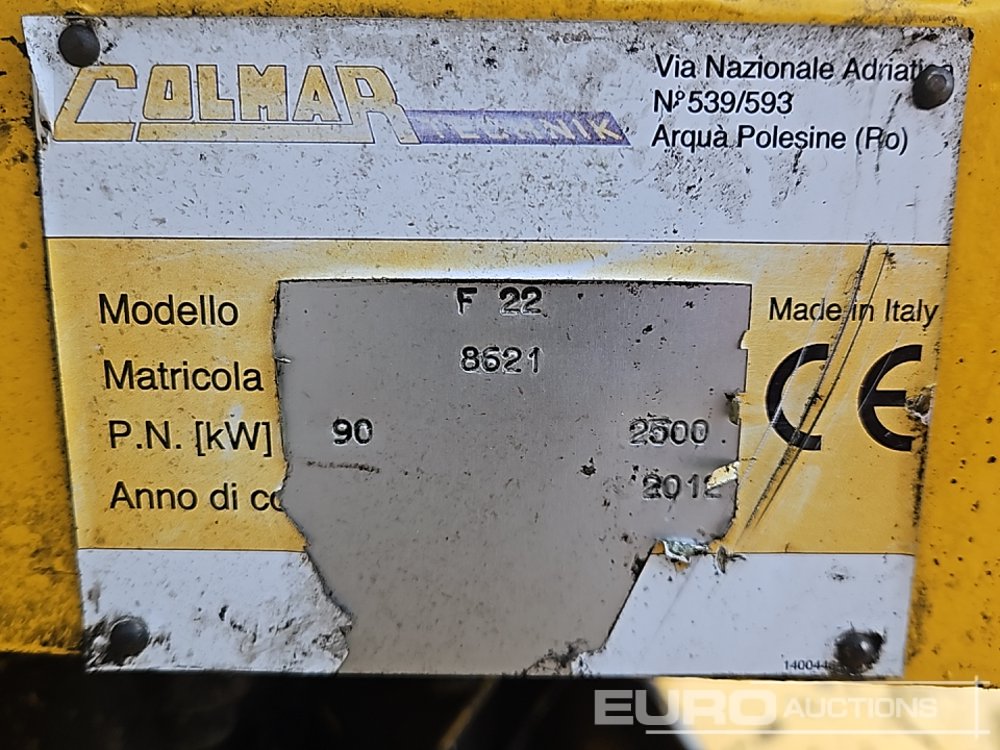 COLMAR
TECHNIK
Via Nazionale Adriatica
N° 539/593
Arquà Polesine (Ro)
Modello F 22
Made in Italy
Matricola 8621
CE
P.N. [kW] 90 2500
Anno di co 2012
EURO AUCTIONS